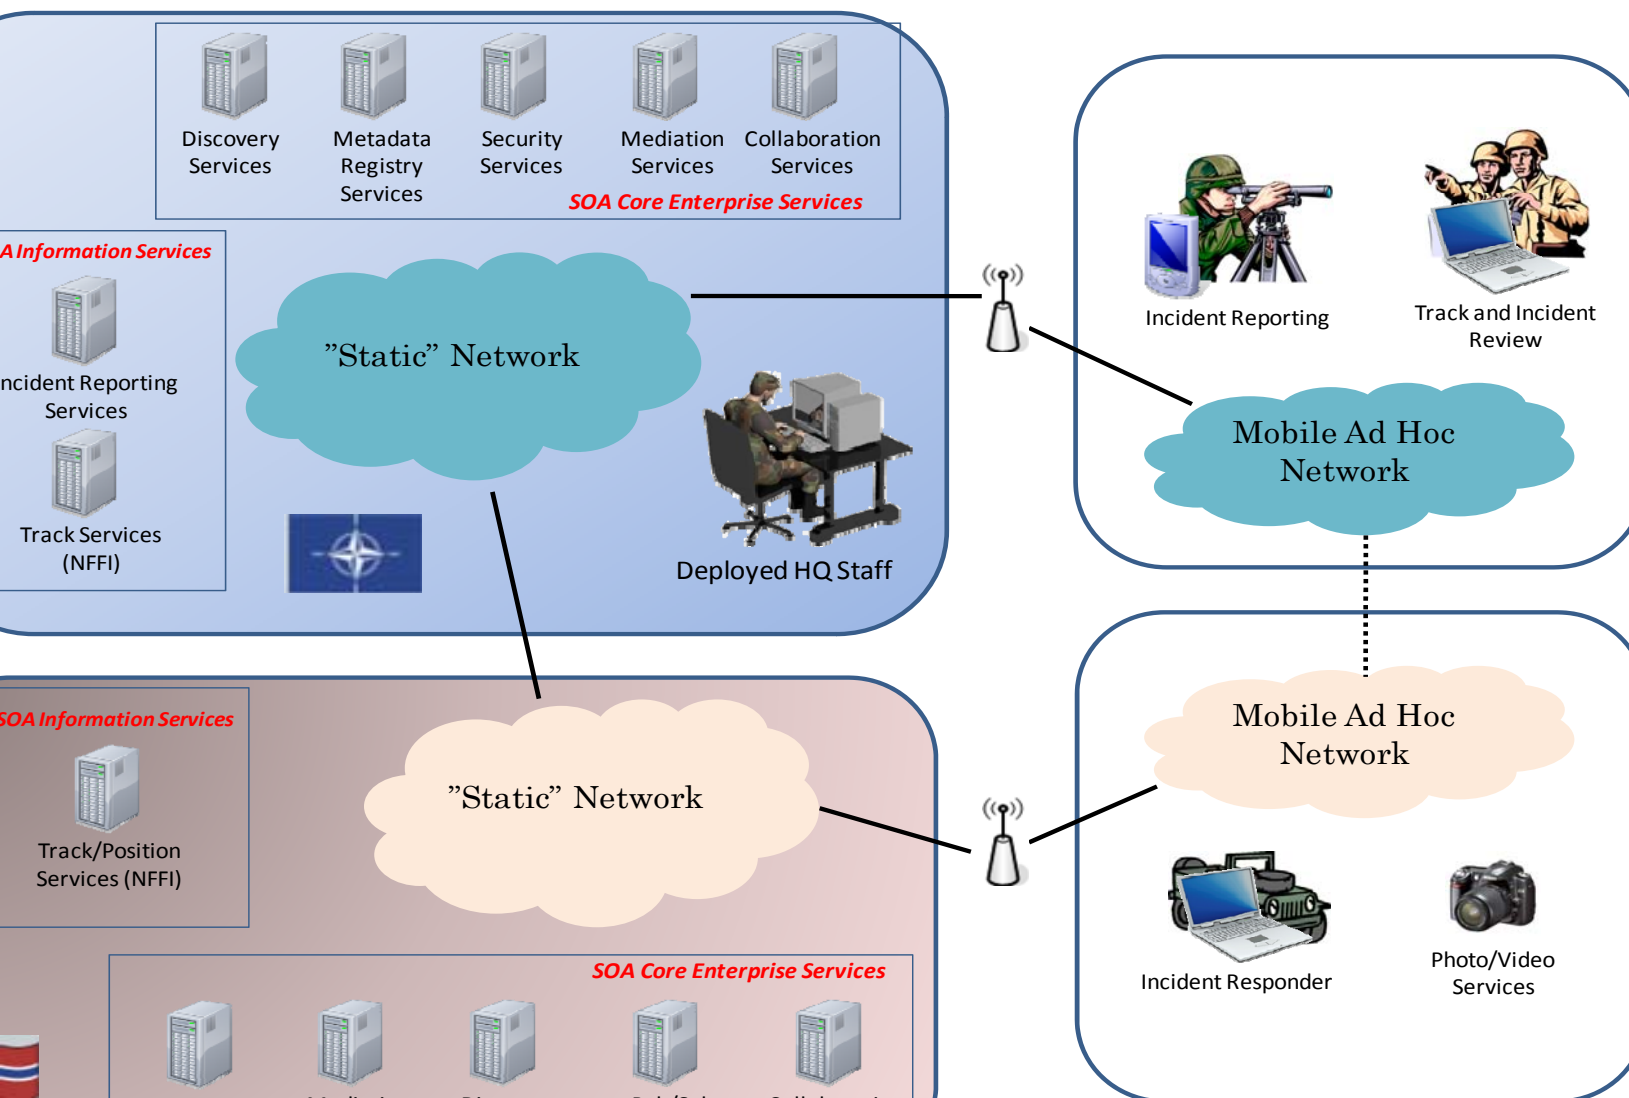 Discovery
Services
Metadata
Registry
Services
Security
Services
Mediation
Services
Collaboration
Services
SOA Core Enterprise Services
Information Services
Reporting
Services
Track Services
(NFFI)
”Static” Network
Deployed HQ Staff
Incident Reporting
Track and Incident
Review
Mobile Ad Hoc
Network
SOA Information Services
Track/Position
Services (NFFI)
”Static” Network
SOA Core Enterprise Services
Mobile Ad Hoc
Network
Incident Responder
Photo/Video
Services